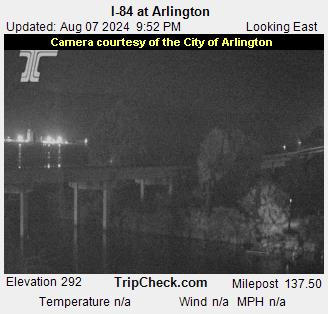 I-84 at Arlington
Updated: Aug 07 2024 9:52 PM Looking East
Camera courtesy of the City of Arlington
Elevation 292 TripCheck.com Milepost 137.50
Temperature n/a Wind n/a MPH n/a